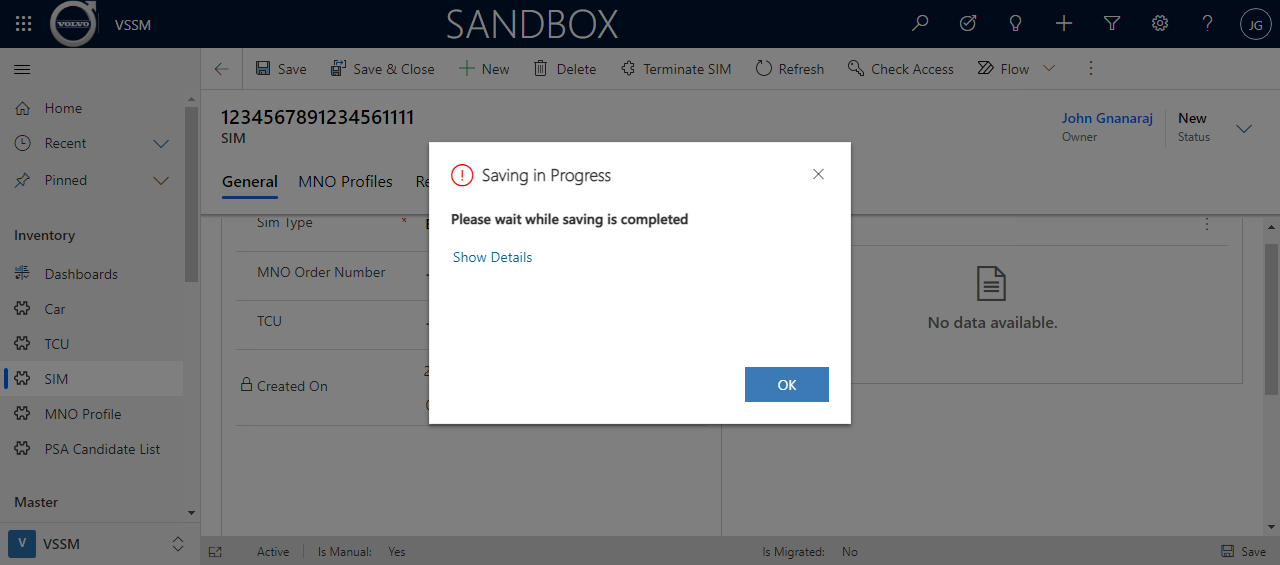 VOLVO
VSSM
SANDBOX
?
JG
Save
Save & Close
New
Delete
Terminate SIM
Refresh
Check Access
Flow
Home
Recent
Pinned
Inventory
Dashboards
Car
TCU
SIM
MNO Profile
PSA Candidate List
Master
V
VSSM
1234567891234561111
SIM
John Gnanaraj
Owner
New
Status
General
MNO Profiles
Sim Type
*
MNO Order Number
TCU
Created On
Saving in Progress
Please wait while saving is completed
Show Details
OK
No data available.
Active
Is Manual:
Yes
Is Migrated:
No
Save